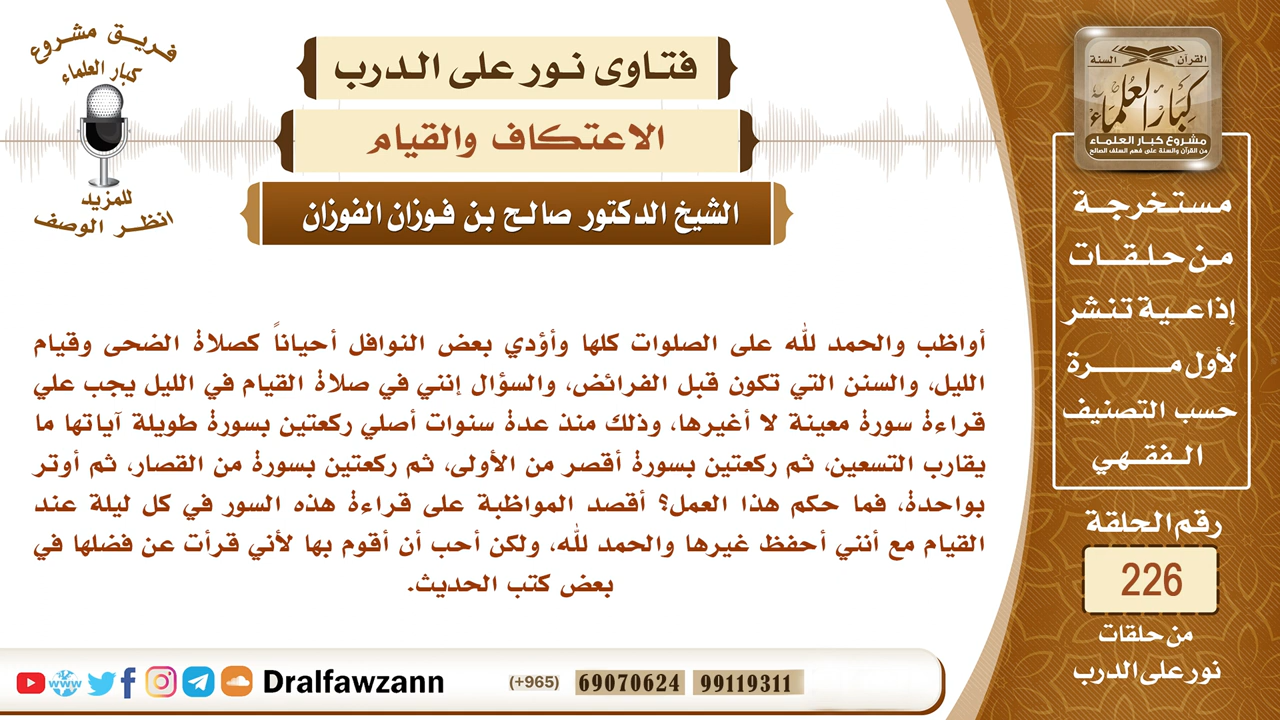 فريق مشروع
كبار العلماء
للمزيد
انظر الوصف
فتاوى نور على الدرب
الاعتكاف والقيام
الشيخ الدكتور صالح بن فوزان الفوزان
أواظب والحمد لله على الصلوات كلها وأؤدي بعض النوافل أحياناً كصلاة الضحى وقيام
الليل، والسنن التي تكون قبل الفرائض، والسؤال إنني في صلاة القيام في الليل يجب علي
قراءة سورة معينة لا أغيرها، وذلك منذ عدة سنوات أصلي ركعتين بسورة طويلة آياتها ما
يقارب التسعين، ثم ركعتين بسورة أقصر من الأولى، ثم ركعتين بسورة من القصار، ثم أوتر
بواحدة، فما حكم هذا العمل؟ أقصد المواظبة على قراءة هذه السور في كل ليلة عند
القيام مع أنني أحفظ غيرها والحمد لله، ولكن أحب أن أقوم بها لأني قرأت عن فضلها في
بعض كتب الحديث.
القرآن السنة
كبار العلماء
مشروع كبار العلماء
من القرآن والسنة على فهم السلف الصالح
مستخرجة
من حلقات
إذاعية تنشر
لأول مرة
حسب التصنيف
الفقهي
رقم الحلقة
226
من حلقات
نور على الدرب
www
Dralfawzann
(+965) 69070624 99119311